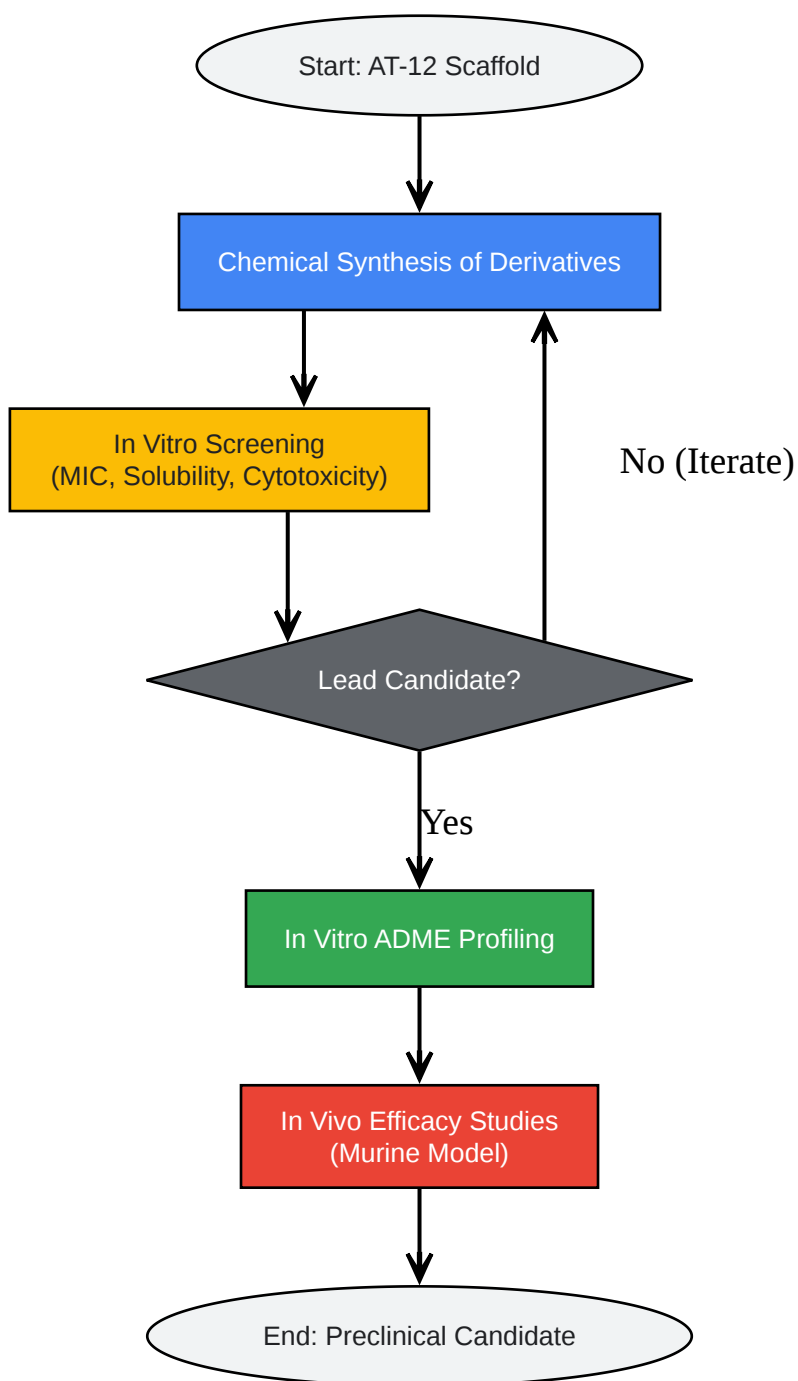 Start: AT-12 Scaffold
Chemical Synthesis of Derivatives
In Vitro Screening
(MIC, Solubility, Cytotoxicity)
No (Iterate)
Lead Candidate?
Yes
In Vitro ADME Profiling
In Vivo Efficacy Studies
(Murine Model)
End: Preclinical Candidate